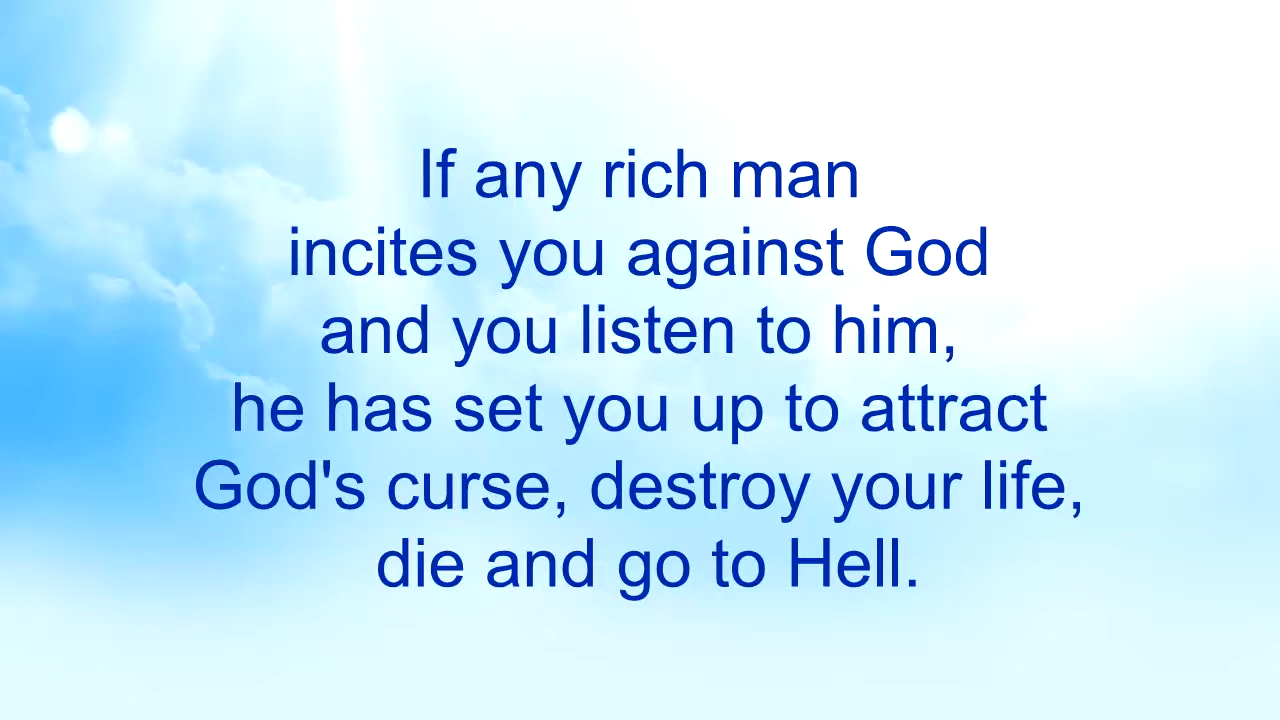 If any rich man
incites you against God
and you listen to him,
he has set you up to attract
God's curse, destroy your life,
die and go to Hell.